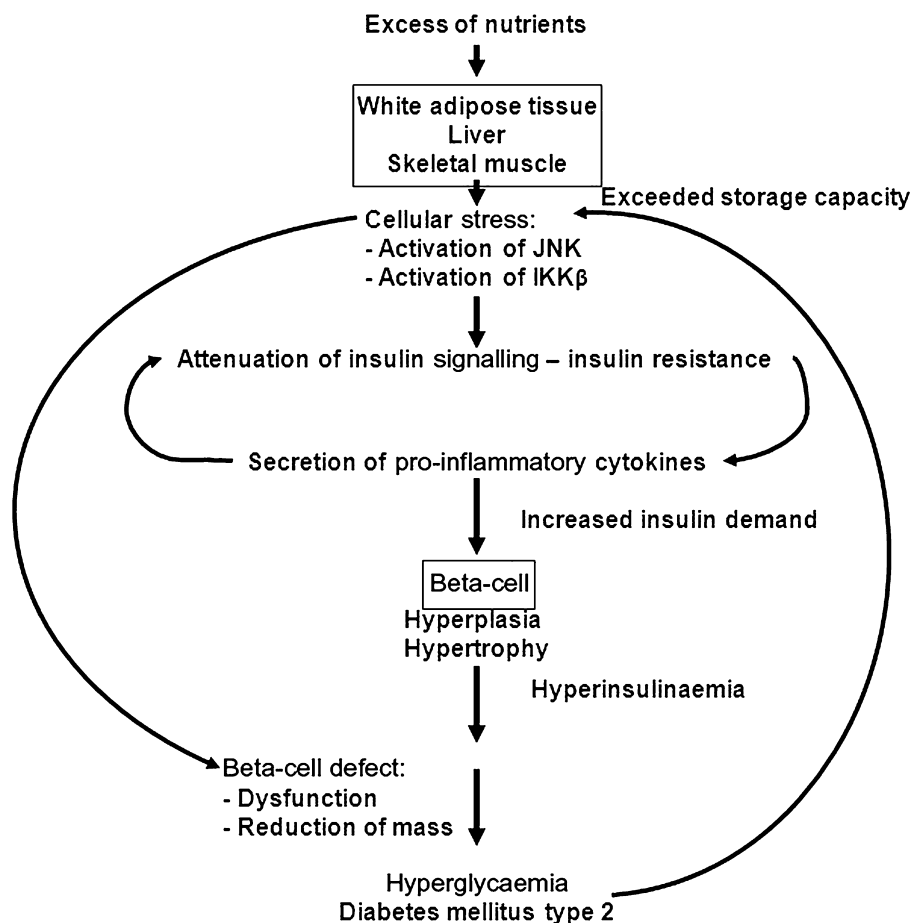 Excess of nutrients
White adipose tissue
Liver
Skeletal muscle
Exceeded storage capacity
Cellular stress:
- Activation of JNK
- Activation of IKKβ
Attenuation of insulin signalling – insulin resistance
Secretion of pro-inflammatory cytokines
Increased insulin demand
Beta-cell
Hyperplasia
Hypertrophy
Hyperinsulinaemia
Beta-cell defect:
- Dysfunction
- Reduction of mass
Hyperglycaemia
Diabetes mellitus type 2